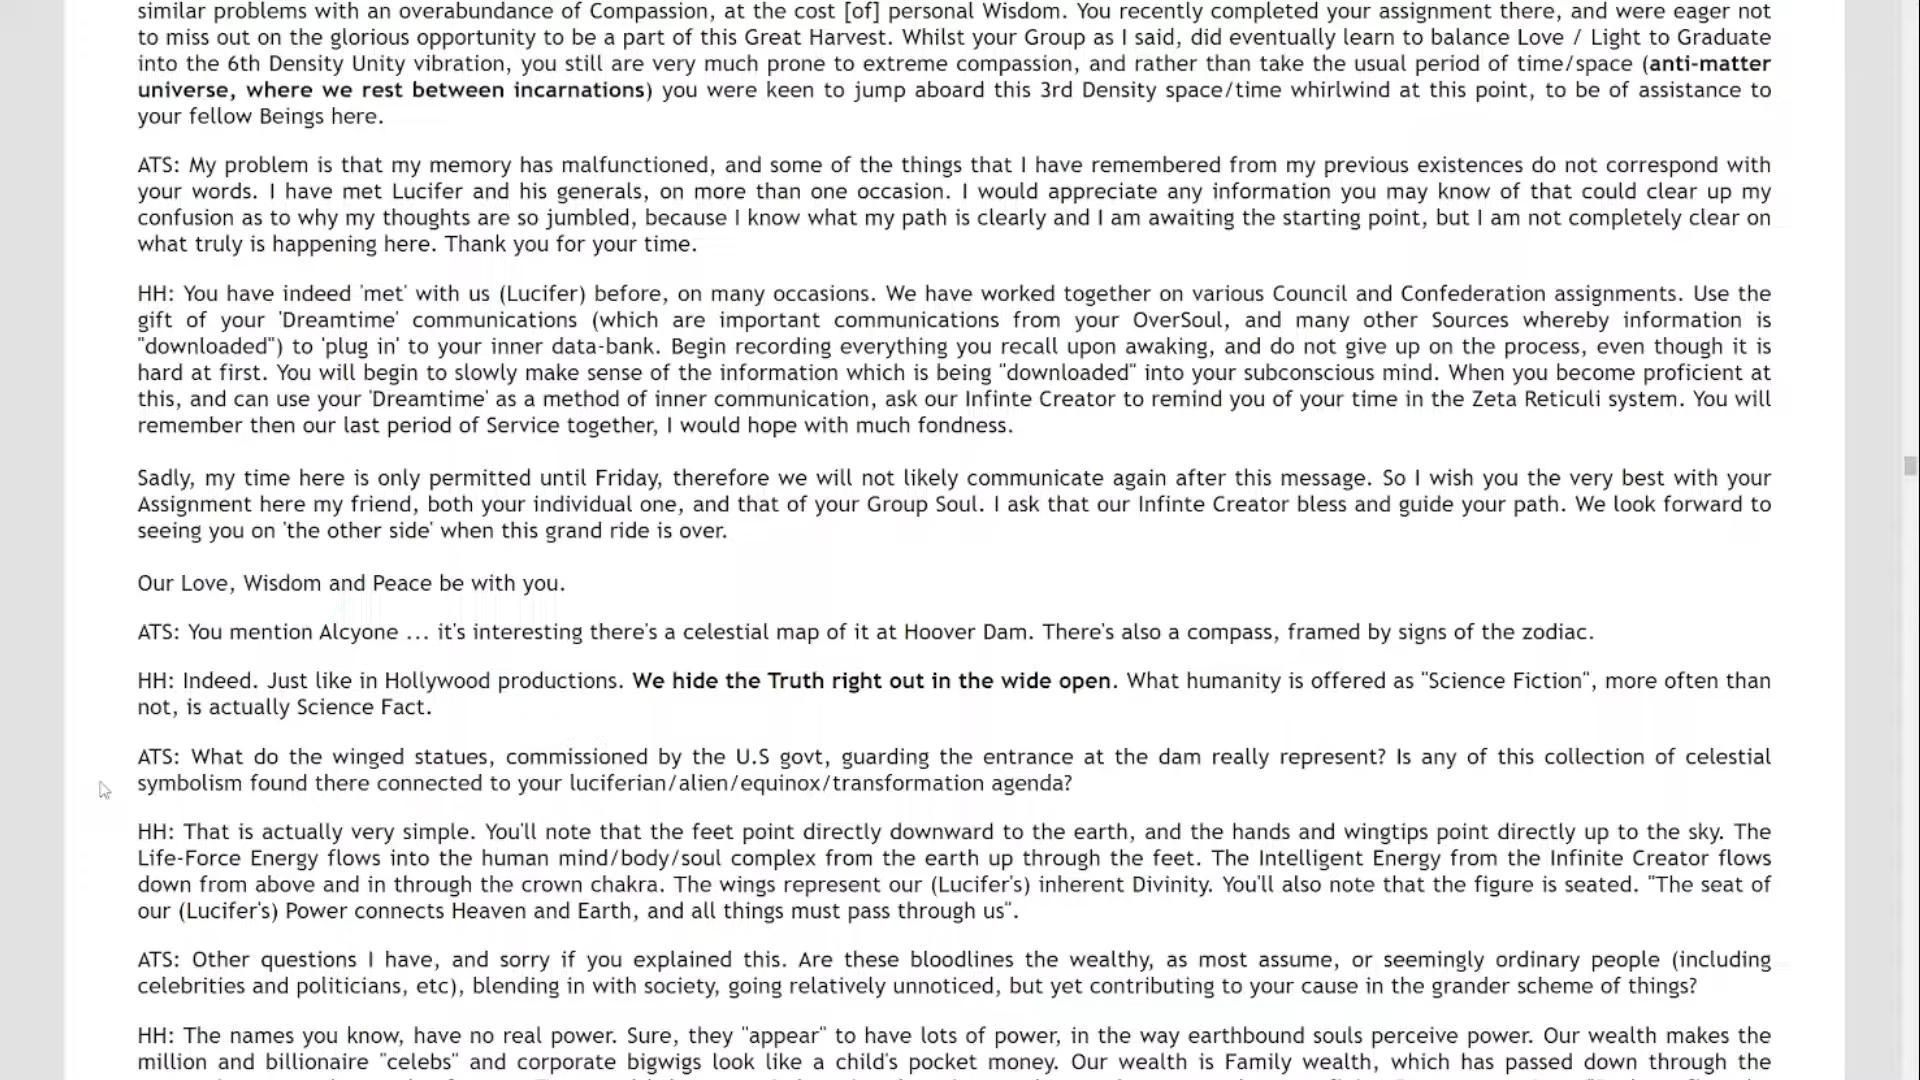 similar problems with an overabundance of Compassion, at the cost [of] personal Wisdom. You recently completed your assignment there, and were eager not
to miss out on the glorious opportunity to be a part of this Great Harvest. Whilst your Group as I said, did eventually learn to balance Love / Light to Graduate
into the 6th Density Unity vibration, you still are very much prone to extreme compassion, and rather than take the usual period of time/space (anti-matter
universe, where we rest between incarnations) you were keen to jump aboard this 3rd Density space/time whirlwind at this point, to be of assistance to
your fellow Beings here.
ATS: My problem is that my memory has malfunctioned, and some of the things that I have remembered from my previous existences do not correspond with
your words. I have met Lucifer and his generals, on more than one occasion. I would appreciate any information you may know of that could clear up my
confusion as to why my thoughts are so jumbled, because I know what my path is clearly and I am awaiting the starting point, but I am not completely clear on
what truly is happening here. Thank you for your time.
HH: You have indeed 'met' with us (Lucifer) before, on many occasions. We have worked together on various Council and Confederation assignments. Use the
gift of your 'Dreamtime' communications (which are important communications from your OverSoul, and many other Sources whereby information is
"downloaded") to 'plug in' to your inner data-bank. Begin recording everything you recall upon awaking, and do not give up on the process, even though it is
hard at first. You will begin to slowly make sense of the information which is being "downloaded" into your subconscious mind. When you become proficient at
this, and can use your 'Dreamtime' as a method of inner communication, ask our Infinte Creator to remind you of your time in the Zeta Reticuli system. You will
remember then our last period of Service together, I would hope with much fondness.
Sadly, my time here is only permitted until Friday, therefore we will not likely communicate again after this message. So I wish you the very best with your
Assignment here my friend, both your individual one, and that of your Group Soul. I ask that our Infinte Creator bless and guide your path. We look forward to
seeing you on 'the other side' when this grand ride is over.
Our Love, Wisdom and Peace be with you.
ATS: You mention Alcyone ... it's interesting there's a celestial map of it at Hoover Dam. There's also a compass, framed by signs of the zodiac.
HH: Indeed. Just like in Hollywood productions. We hide the Truth right out in the wide open. What humanity is offered as "Science Fiction", more often than
not, is actually Science Fact.
ATS: What do the winged statues, commissioned by the U.S govt, guarding the entrance at the dam really represent? Is any of this collection of celestial
symbolism found there connected to your luciferian/alien/equinox/transformation agenda?
HH: That is actually very simple. You'll note that the feet point directly downward to the earth, and the hands and wingtips point directly up to the sky. The
Life-Force Energy flows into the human mind/body/soul complex from the earth up through the feet. The Intelligent Energy from the Infinite Creator flows
down from above and in through the crown chakra. The wings represent our (Lucifer's) inherent Divinity. You'll also note that the figure is seated. "The seat of
our (Lucifer's) Power connects Heaven and Earth, and all things must pass through us".
ATS: Other questions I have, and sorry if you explained this. Are these bloodlines the wealthy, as most assume, or seemingly ordinary people (including
celebrities and politicians, etc), blending in with society, going relatively unnoticed, but yet contributing to your cause in the grander scheme of things?
HH: The names you know, have no real power. Sure, they "appear" to have lots of power, in the way earthbound souls perceive power. Our wealth makes the
million and billionaire "celebs" and corporate bigwigs look like a child's pocket money. Our wealth is Family wealth, which has passed down through the